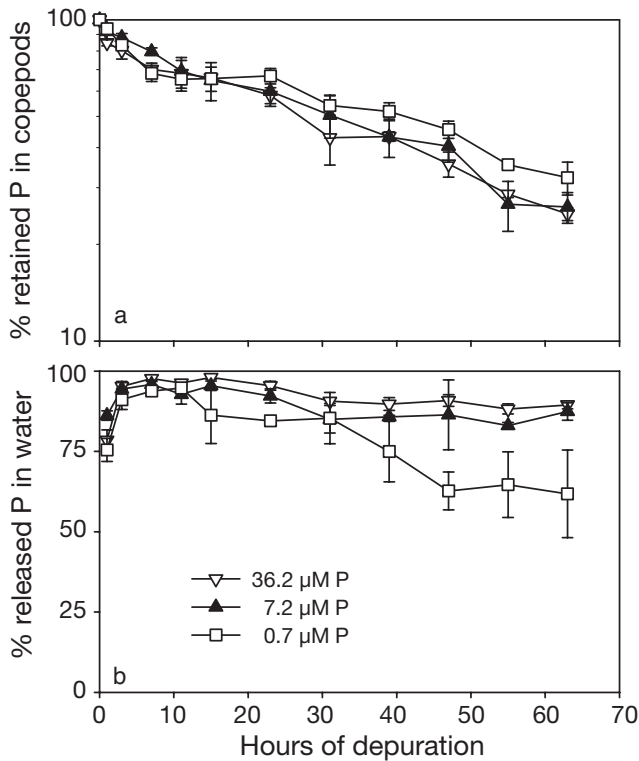 100
% retained P in copepods
a
10
100
% released P in water
75
50
36.2 µM P
7.2 µM P
25
0.7 µM P
b
0
0 10 20 30 40 50 60 70
Hours of depuration